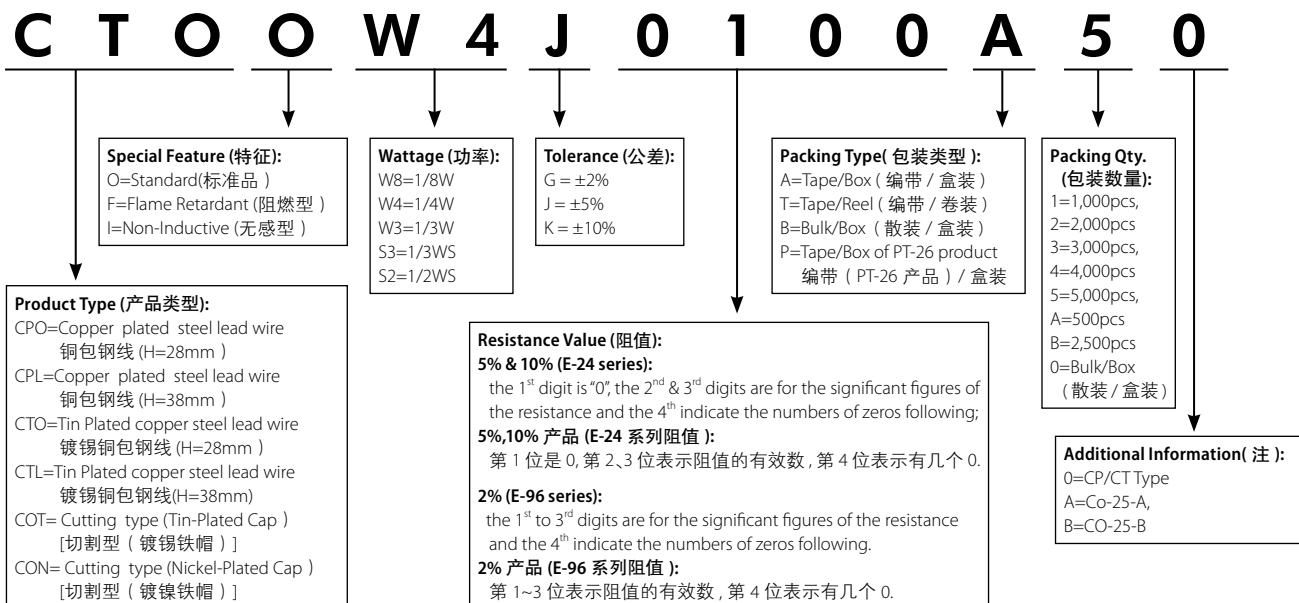 C T O O W 4 J 0 1 0 0 A 5 0
Special Feature (特征):
O=Standard(标准品 )
F=Flame Retardant (阻燃型 )
I=Non-Inductive (无感型 )
Wattage (功率):
W8=1/8W
W4=1/4W
W3=1/3W
S3=1/3WS
S2=1/2WS
Tolerance (公差):
G = ±2%
J = ±5%
K = ±10%
Packing Type( 包装类型 ):
A=Tape/Box ( 编带 / 盒装 )
T=Tape/Reel ( 编带 / 卷装 )
B=Bulk/Box ( 散装 / 盒装 )
P=Tape/Box of PT-26 product
编带 ( PT-26 产品 ) / 盒装
Packing Qty.
(包装数量):
1=1,000pcs,
2=2,000pcs
3=3,000pcs,
4=4,000pcs
5=5,000pcs,
A=500pcs
B=2,500pcs
0=Bulk/Box
( 散装 / 盒装 )
Product Type (产品类型):
CPO=Copper plated steel lead wire
铜包钢线 (H=28mm )
CPL=Copper plated steel lead wire
铜包钢线 (H=38mm )
CTO=Tin Plated copper steel lead wire
镀锡铜包钢线 (H=28mm )
CTL=Tin Plated copper steel lead wire
镀锡铜包钢线(H=38mm)
COT= Cutting type (Tin-Plated Cap )
[切割型 ( 镀锡铁帽 ) ]
CON= Cutting type (Nickel-Plated Cap )
[切割型 ( 镀镍铁帽 ) ]
Resistance Value (阻值):
5% & 10% (E-24 series):
the 1st digit is “0”, the 2nd & 3rd digits are for the significant figures of
the resistance and the 4th indicate the numbers of zeros following;
5%,10% 产品 (E-24 系列阻值 ):
第 1 位是 0, 第 2、3 位表示阻值的有效数 , 第 4 位表示有几个 0.
2% (E-96 series):
the 1st to 3rd digits are for the significant figures of the resistance
and the 4th indicate the numbers of zeros following.
2% 产品 (E-96 系列阻值 ):
第 1~3 位表示阻值的有效数 , 第 4 位表示有几个 0.
Additional Information( 注 ):
0=CP/CT Type
A=Co-25-A,
B=CO-25-B